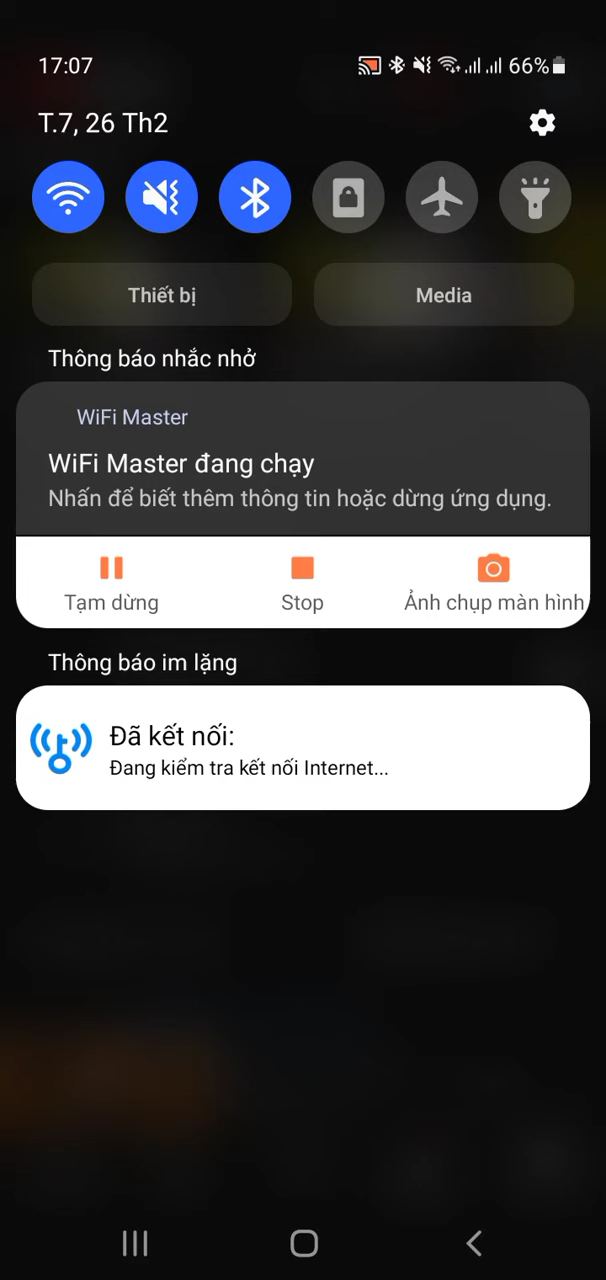 17:07
66%
T.7, 26 Th2
Thiết bị
Media
Thông báo nhắc nhở
WiFi Master
WiFi Master đang chạy
Nhấn để biết thêm thông tin hoặc dừng ứng dụng.
Tạm dừng
Stop
Ảnh chụp màn hình
Thông báo im lặng
Đã kết nối:
Đang kiểm tra kết nối Internet...